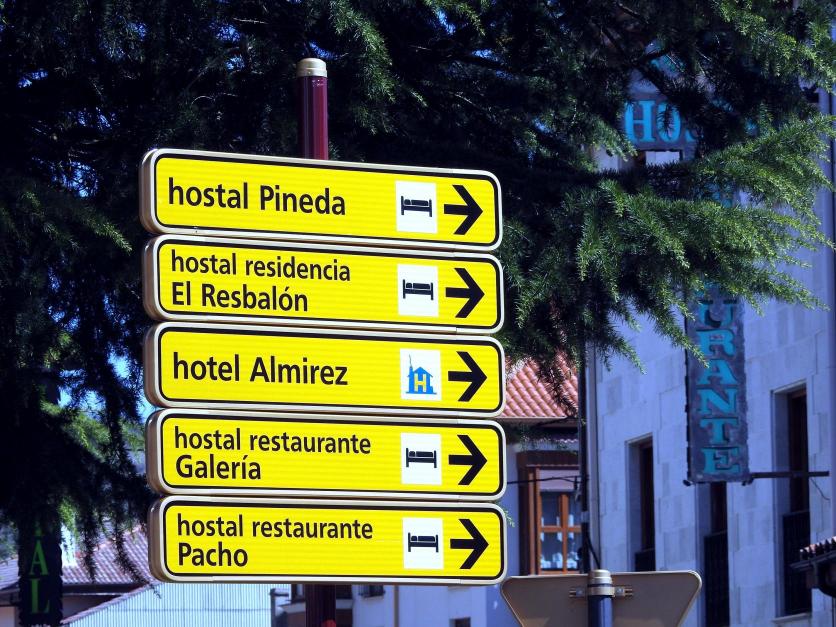 hostal Pineda
hostal residencia
El Resbalón
hotel Almirez
H
hostal restaurante
Galería
hostal restaurante
Pacho